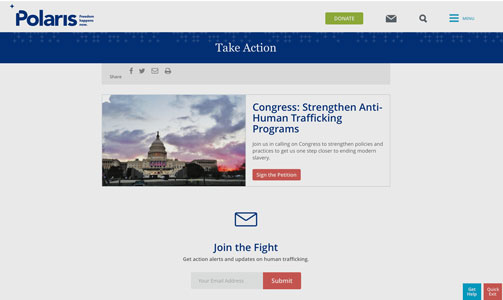 Polaris
Freedom
happens
now.
DONATE
MENU
Take Action
Share
Congress: Strengthen Anti-
Human Trafficking
Programs
Join us in calling on Congress to strengthen policies and
practices to get us one step closer to ending modern
slavery.
Sign the Petition
Join the Fight
Get action alerts and updates on human trafficking.
Your Email Address
Submit
Get
Help
Quick
Exit